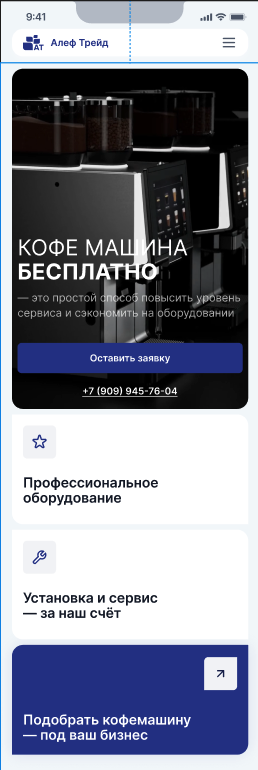 9:41
АТ Алеф Трейд
КОФЕ МАШИНА
БЕСПЛАТНО
— это простой способ повысить уровень
сервиса и сэкономить на оборудовании
Оставить заявку
+7 (909) 945-76-04
Профессиональное
оборудование
Установка и сервис
— за наш счёт
Подобрать кофемашину
— под ваш бизнес